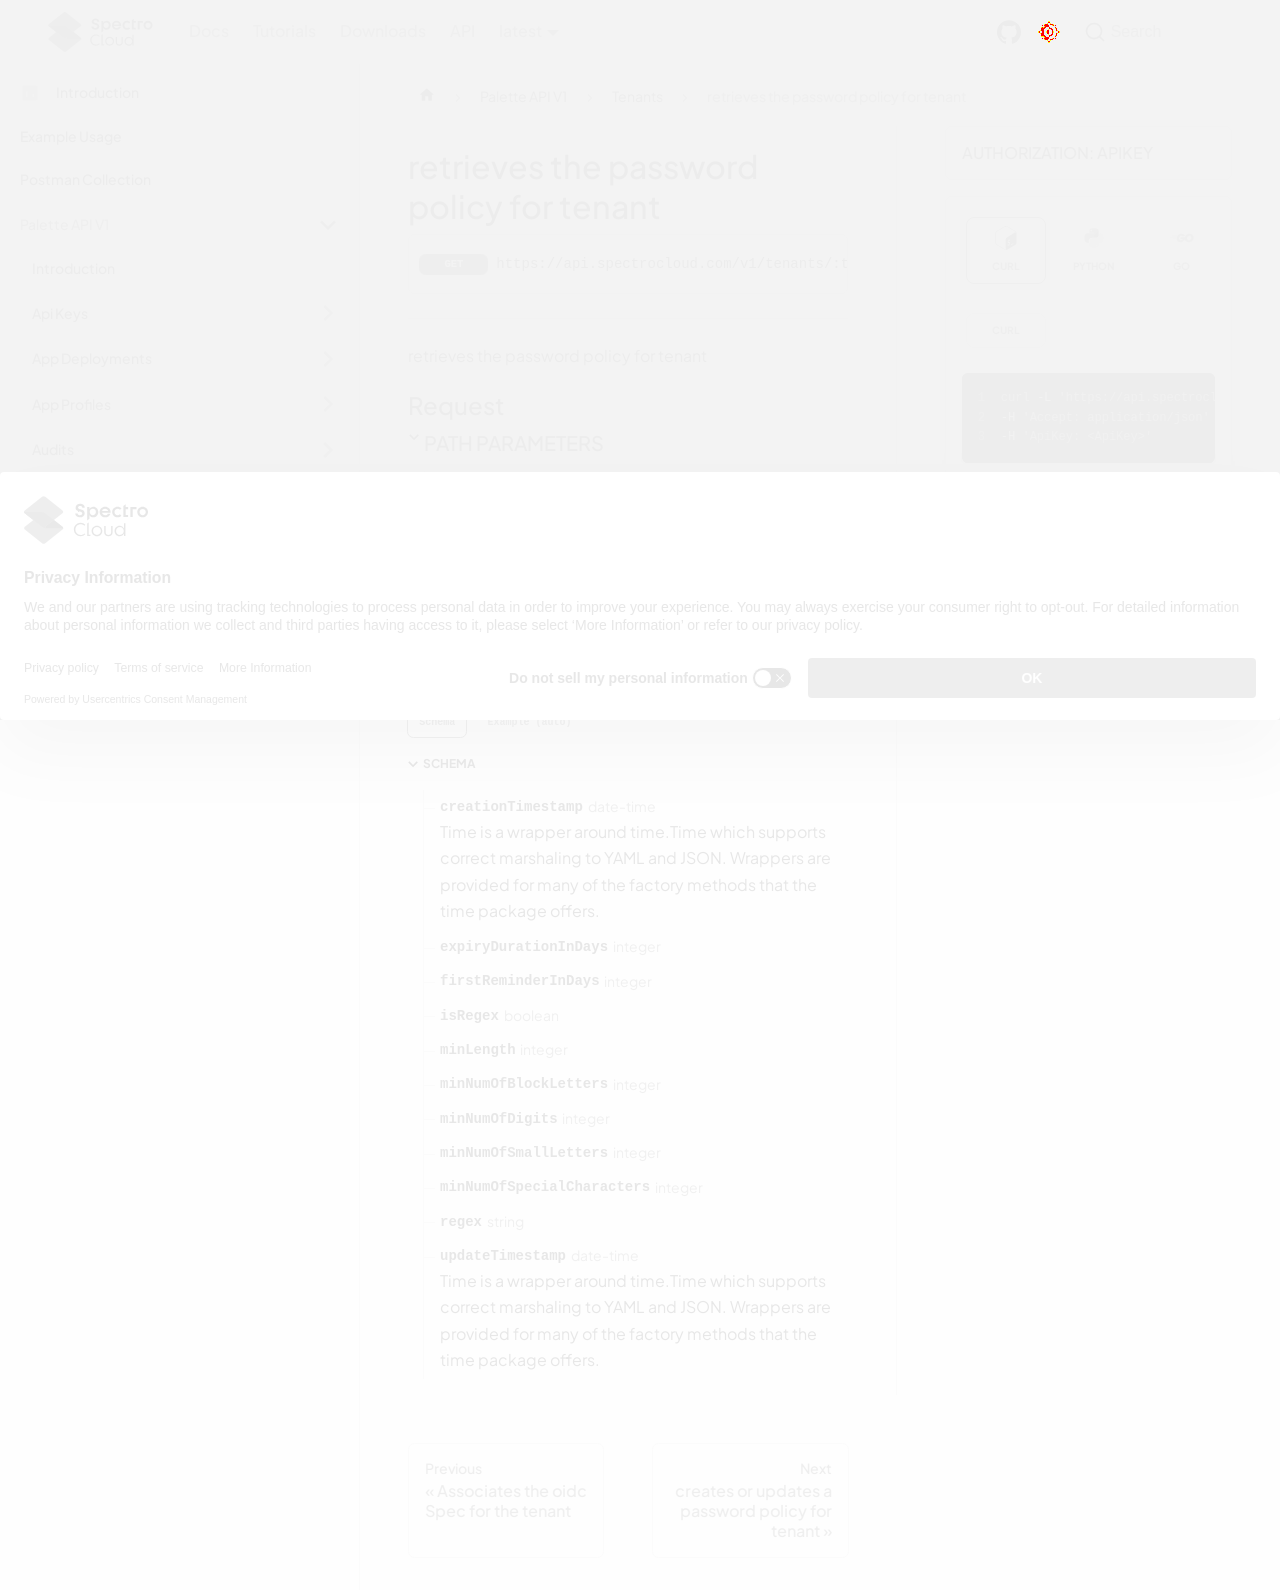 Spectro
Cloud
Docs
Tutorials
Downloads
API
latest
Search
Introduction
Example Usage
Postman Collection
Palette API V1
Introduction
Api Keys
App Deployments
App Profiles
Audits
Palette API V1
Tenants
retrieves the password policy for tenant
retrieves the password
policy for tenant
GET
https://api.spectrocloud.com/v1/tenants/:t
retrieves the password policy for tenant
Request
PATH PARAMETERS
AUTHORIZATION: APIKEY
CURL
PYTHON
GO
CURL
Spectro
Cloud
Privacy Information
We and our partners are using tracking technologies to process personal data in order to improve your experience. You may always exercise your consumer right to opt-out. For detailed information
about personal information we collect and third parties having access to it, please select ‘More Information’ or refer to our privacy policy.
Privacy policy
Terms of service
More Information
Powered by Usercentrics Consent Management
Do not sell my personal information
OK
Schema
Example (auto)
SCHEMA
creationTimestamp date-time
Time is a wrapper around time.Time which supports
correct marshaling to YAML and JSON. Wrappers are
provided for many of the factory methods that the
time package offers.
expiryDurationInDays integer
firstReminderInDays integer
isRegex boolean
minLength integer
minNumOfBlockLetters integer
minNumOfDigits integer
minNumOfSmallLetters integer
minNumOfSpecialCharacters integer
regex string
updateTimestamp date-time
Time is a wrapper around time.Time which supports
correct marshaling to YAML and JSON. Wrappers are
provided for many of the factory methods that the
time package offers.
Previous
« Associates the oidc
Spec for the tenant
Next
creates or updates a
password policy for
tenant »